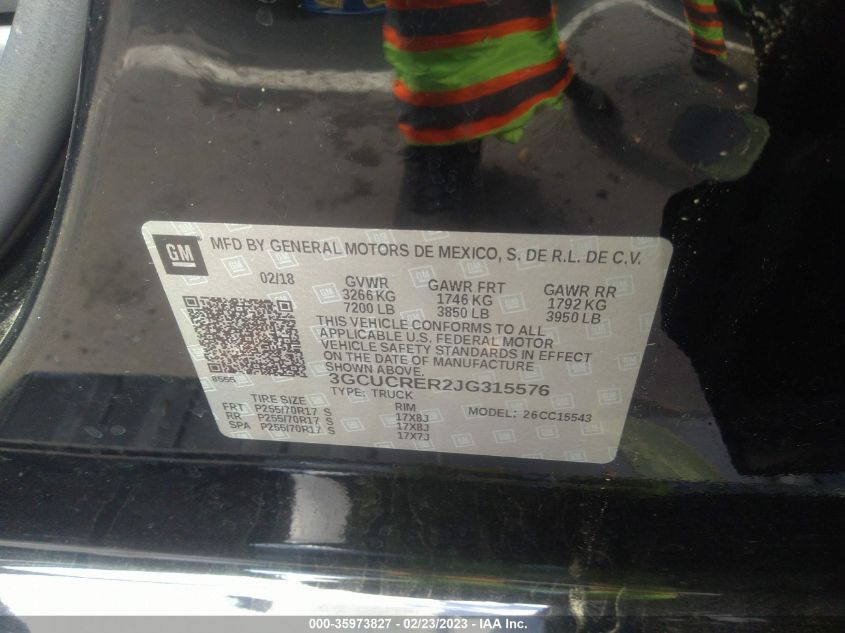 GM
MFD BY GENERAL MOTORS DE MEXICO, S. DE R.L. DE C.V.
02/18 GVWR GAWR FRT GAWR RR
3266 KG 1746 KG 1792 KG
7200 LB 3850 LB 3950 LB
THIS VEHICLE CONFORMS TO ALL
APPLICABLE U.S. FEDERAL MOTOR
VEHICLE SAFETY STANDARDS IN EFFECT
ON THE DATE OF MANUFACTURE
SHOWN ABOVE.
8555 3GCUCRER2JG315576
TYPE: TRUCK
TIRE SIZE RIM MODEL: 26CC15543
FRT P255/70R17 S 17X8J
RR P255/70R17 S 17X8J
SPA P255/70R17 S 17X7J
000-35973827 - 02/23/2023 - IAA Inc.